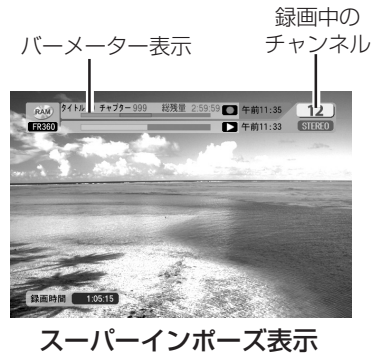 録画中の
チャンネル
バーメーター表示
RAM タイトル チャプター 999 総残量 2:59:59 午前11:35 12
FR360 午前11:33 STEREO
録画時間 1:05:15
スーパーインポーズ表示